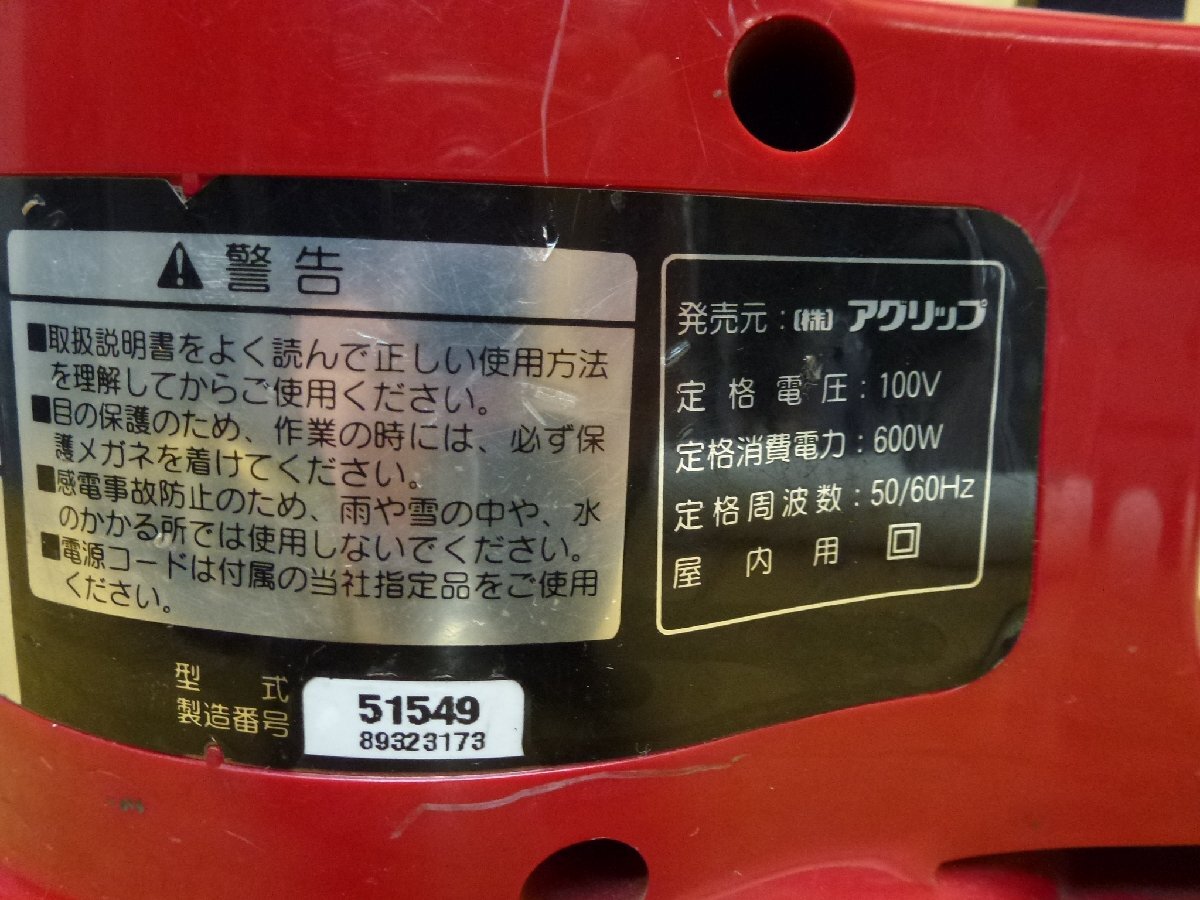 警告
■取扱説明書をよく読んで正しい使用方法
を理解してからご使用ください。
■目の保護のため、作業の時には、必ず保
護メガネを着けてください。
■感電事故防止のため、雨や雪の中や、水
のかかる所では使用しないでください。
■電源コードは付属の当社指定品をご使用
ください。
発売元:(株)アグリップ
定格電圧:100V
定格消費電力:600W
定格周波数:50/60Hz
屋内用
型式 51549
製造番号 89323173